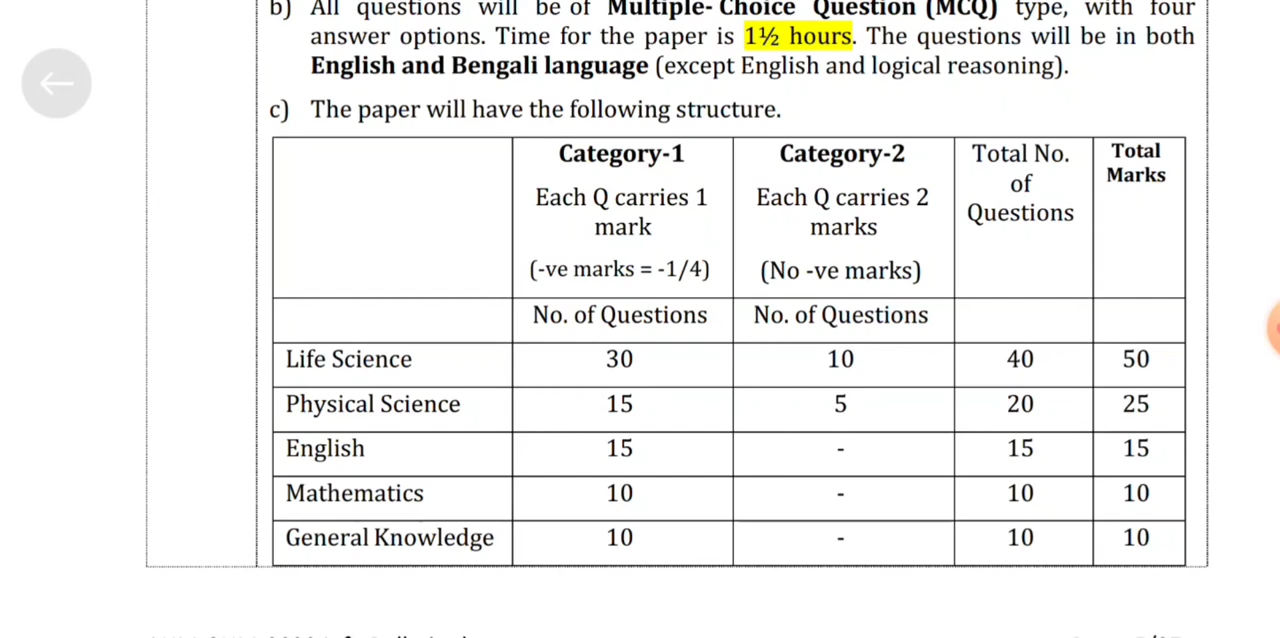 b) All questions will be of Multiple- Choice Question (MCQ) type, with four
answer options. Time for the paper is 1½ hours. The questions will be in both
English and Bengali language (except English and logical reasoning).
c) The paper will have the following structure.
Category-1 Category-2 Total No. of Questions Total Marks
Each Q carries 1 mark Each Q carries 2 marks
(-ve marks = -1/4) (No -ve marks)
No. of Questions No. of Questions
Life Science 30 10 40 50
Physical Science 15 5 20 25
English 15 - 15 15
Mathematics 10 - 10 10
General Knowledge 10 - 10 10